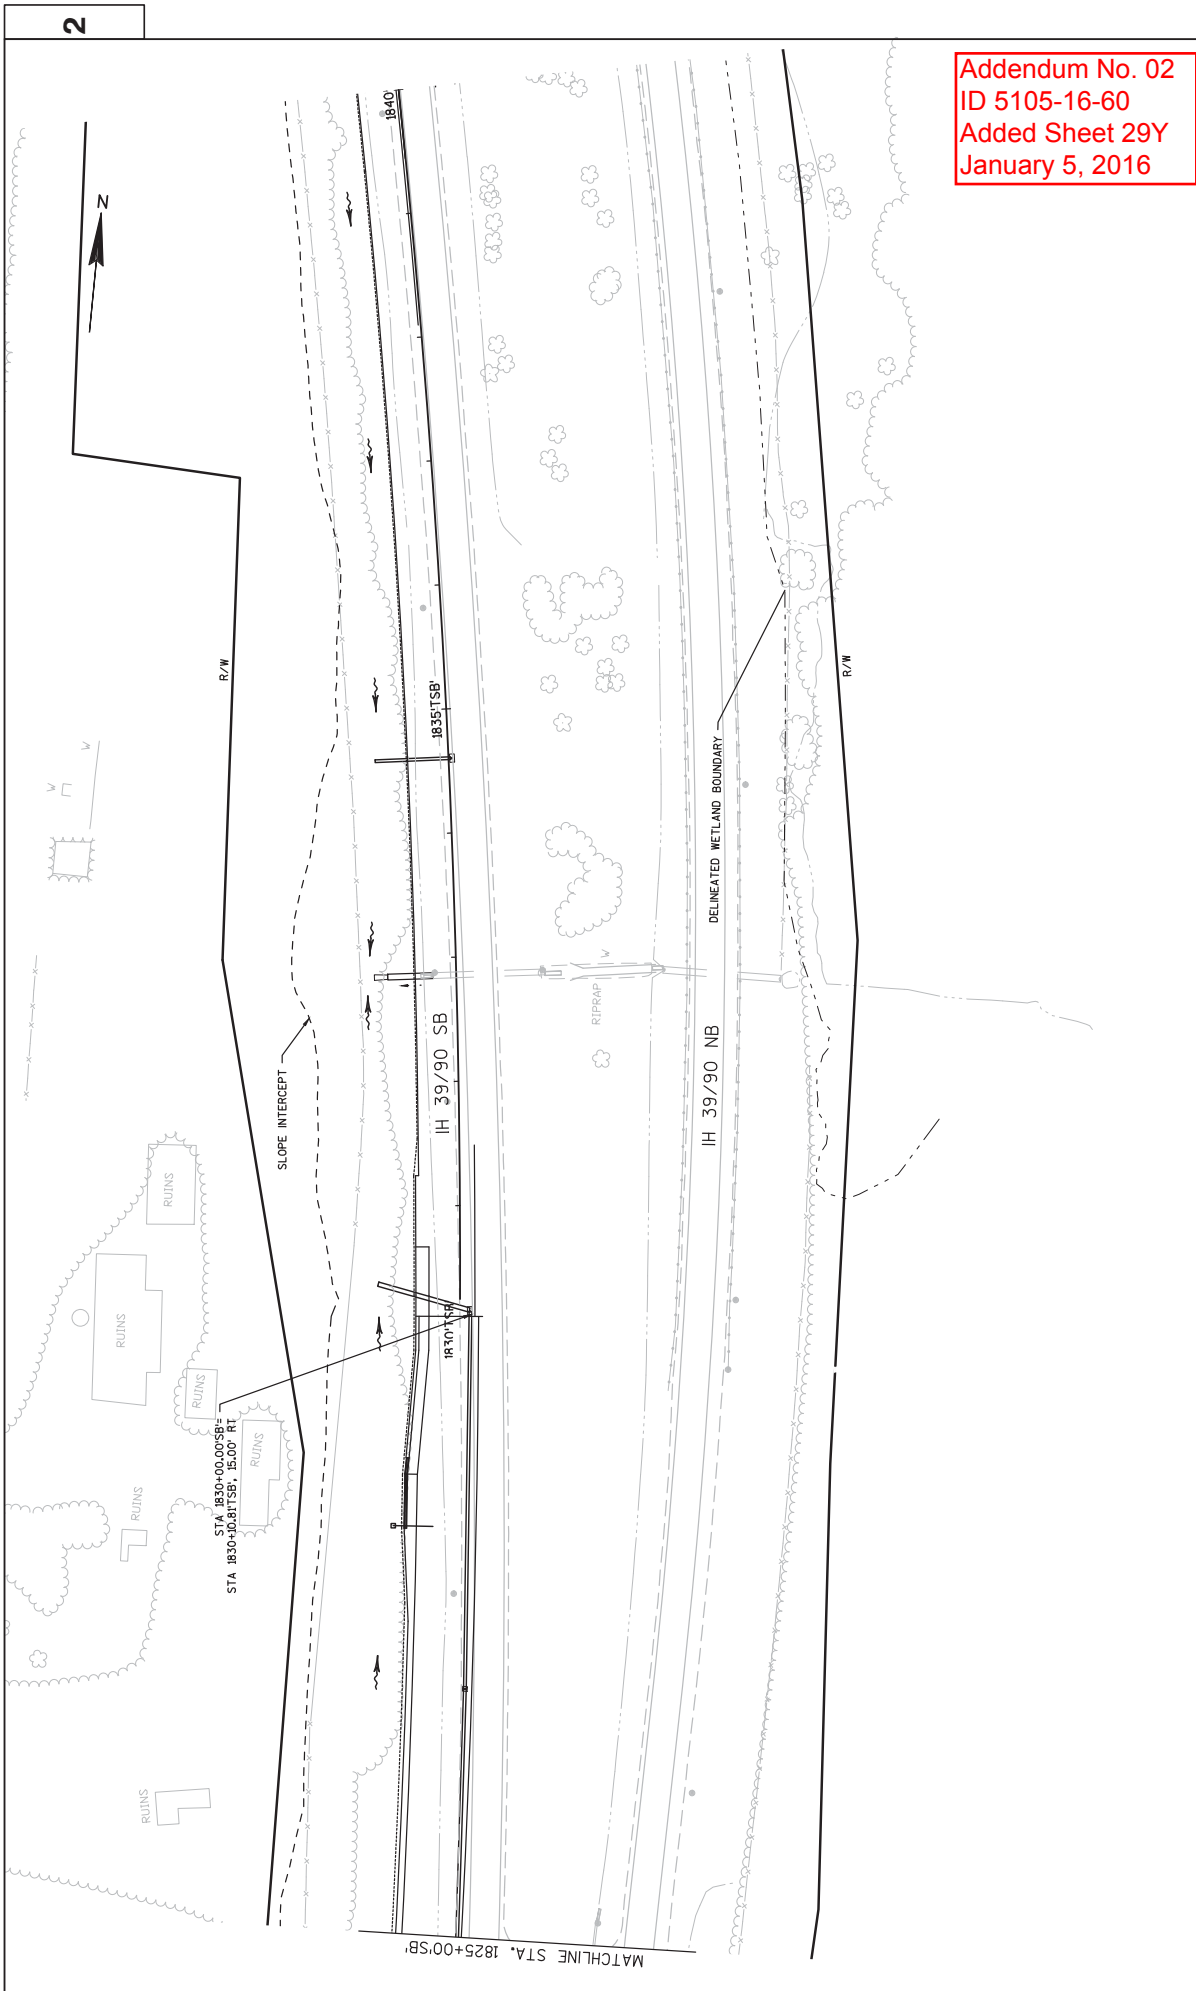 2
Addendum No. 02
ID 5105-16-60
Added Sheet 29Y
January 5, 2016
1840
N
R/W
R/W
1835'TSB'
W
W
DELINEATED WETLAND BOUNDARY
RIPRAP
W
IH 39/90 SB
IH 39/90 NB
SLOPE INTERCEPT
RUINS
RUINS
RUINS
RUINS
RUINS
RUINS
1830'TSB'
STA 1830+00.00'SB'=
STA 1830+10.81'TSB', 15.00' RT
MATCHLINE STA. 1825+00'SB'